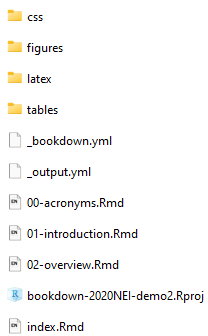 css
figures
latex
tables
_bookdown.yml
_output.yml
00-acronyms.Rmd
01-introduction.Rmd
02-overview.Rmd
bookdown-2020NEI-demo2.Rproj
index.Rmd